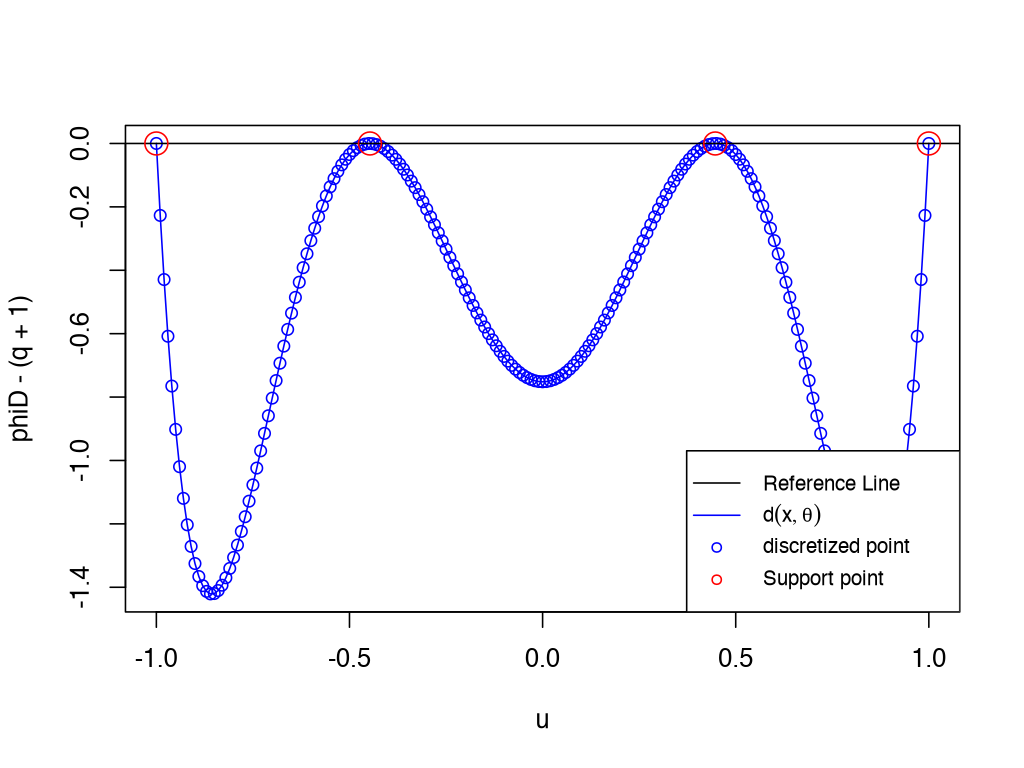 0.0
-0.2
-0.6
-1.0
-1.4
phiD - (q + 1)
-1.0
-0.5
0.0
0.5
1.0
u
Reference Line
d(x, θ)
discretized point
Support point